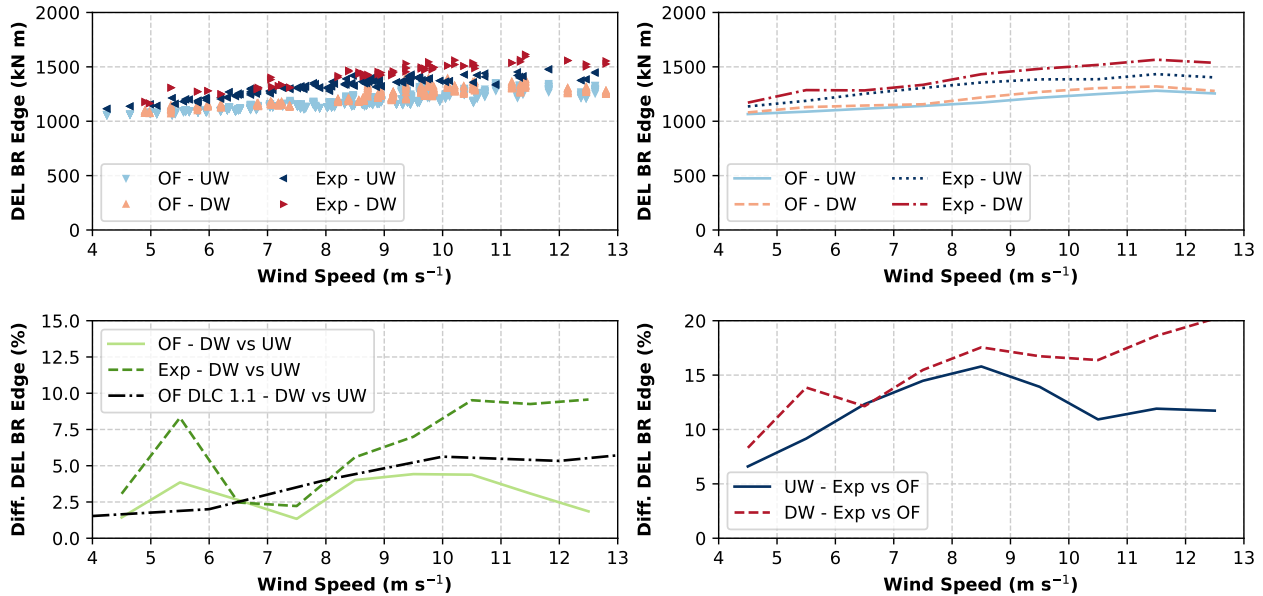 2000
1500
1000
500
0
DEL BR Edge (kN m)
OF - UW
OF - DW
Exp - UW
Exp - DW
4 5 6 7 8 9 10 11 12 13
Wind Speed (m s⁻¹)
2000
1500
1000
500
0
DEL BR Edge (kN m)
OF - UW
OF - DW
Exp - UW
Exp - DW
4 5 6 7 8 9 10 11 12 13
Wind Speed (m s⁻¹)
15.0
12.5
10.0
7.5
5.0
2.5
0.0
Diff. DEL BR Edge (%)
OF - DW vs UW
Exp - DW vs UW
OF DLC 1.1 - DW vs UW
4 5 6 7 8 9 10 11 12 13
Wind Speed (m s⁻¹)
20
15
10
5
0
Diff. DEL BR Edge (%)
UW - Exp vs OF
DW - Exp vs OF
4 5 6 7 8 9 10 11 12 13
Wind Speed (m s⁻¹)